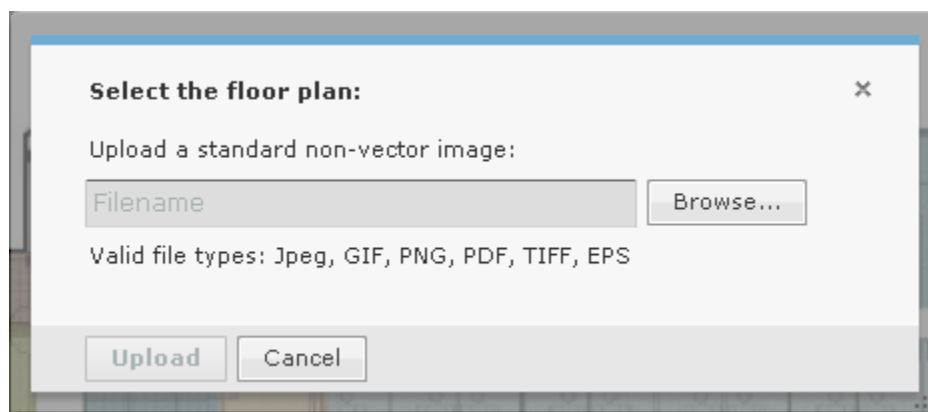 Select the floor plan:
Upload a standard non-vector image:
Filename
Browse...
Valid file types: Jpeg, GIF, PNG, PDF, TIFF, EPS
Upload
Cancel